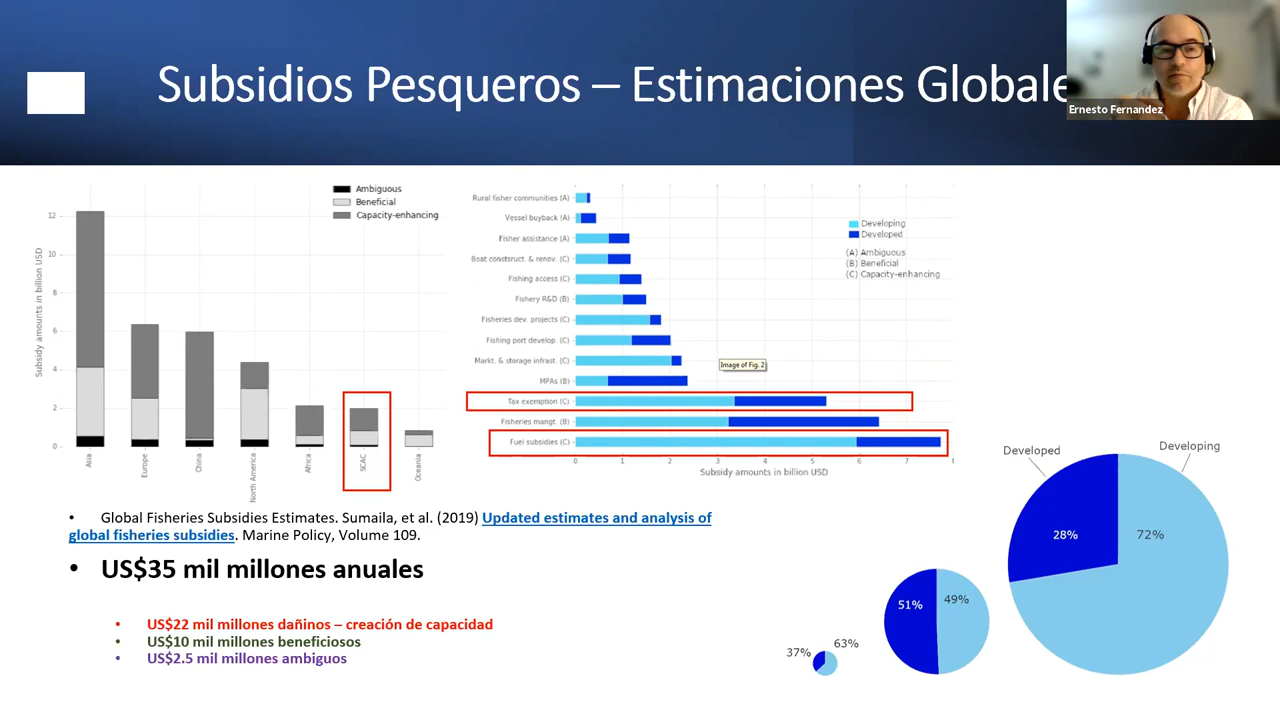 Subsidios Pesqueros – Estimaciones Globale
Ernesto Fernandez
Ambiguous
Beneficial
Capacity-enhancing
Subsidy amounts in billion USD
12
10
8
6
4
2
0
Asia
Europe
China
North America
Africa
SCAC
Oceania
Rural fisher communities (A)
Vessel buyback (A)
Fisher assistance (A)
Boat construct. & renov. (C)
Fishing access (C)
Fishery R&D (B)
Fisheries dev. projects (C)
Fishing port develop. (C)
Markt. & storage infrast. (C)
MPAs (B)
Tax exemption (C)
Fisheries mangt. (B)
Fuel subsidies (C)
Developing
Developed
(A) Ambiguous
(B) Beneficial
(C) Capacity-enhancing
Image of Fig. 2
0 1 2 3 4 5 6 7
Subsidy amounts in billion USD
• Global Fisheries Subsidies Estimates. Sumaila, et al. (2019) Updated estimates and analysis of
global fisheries subsidies. Marine Policy, Volume 109.
• US$35 mil millones anuales
• US$22 mil millones dañinos – creación de capacidad
• US$10 mil millones beneficiosos
• US$2.5 mil millones ambiguos
37%
63%
51%
49%
Developed
Developing
28%
72%